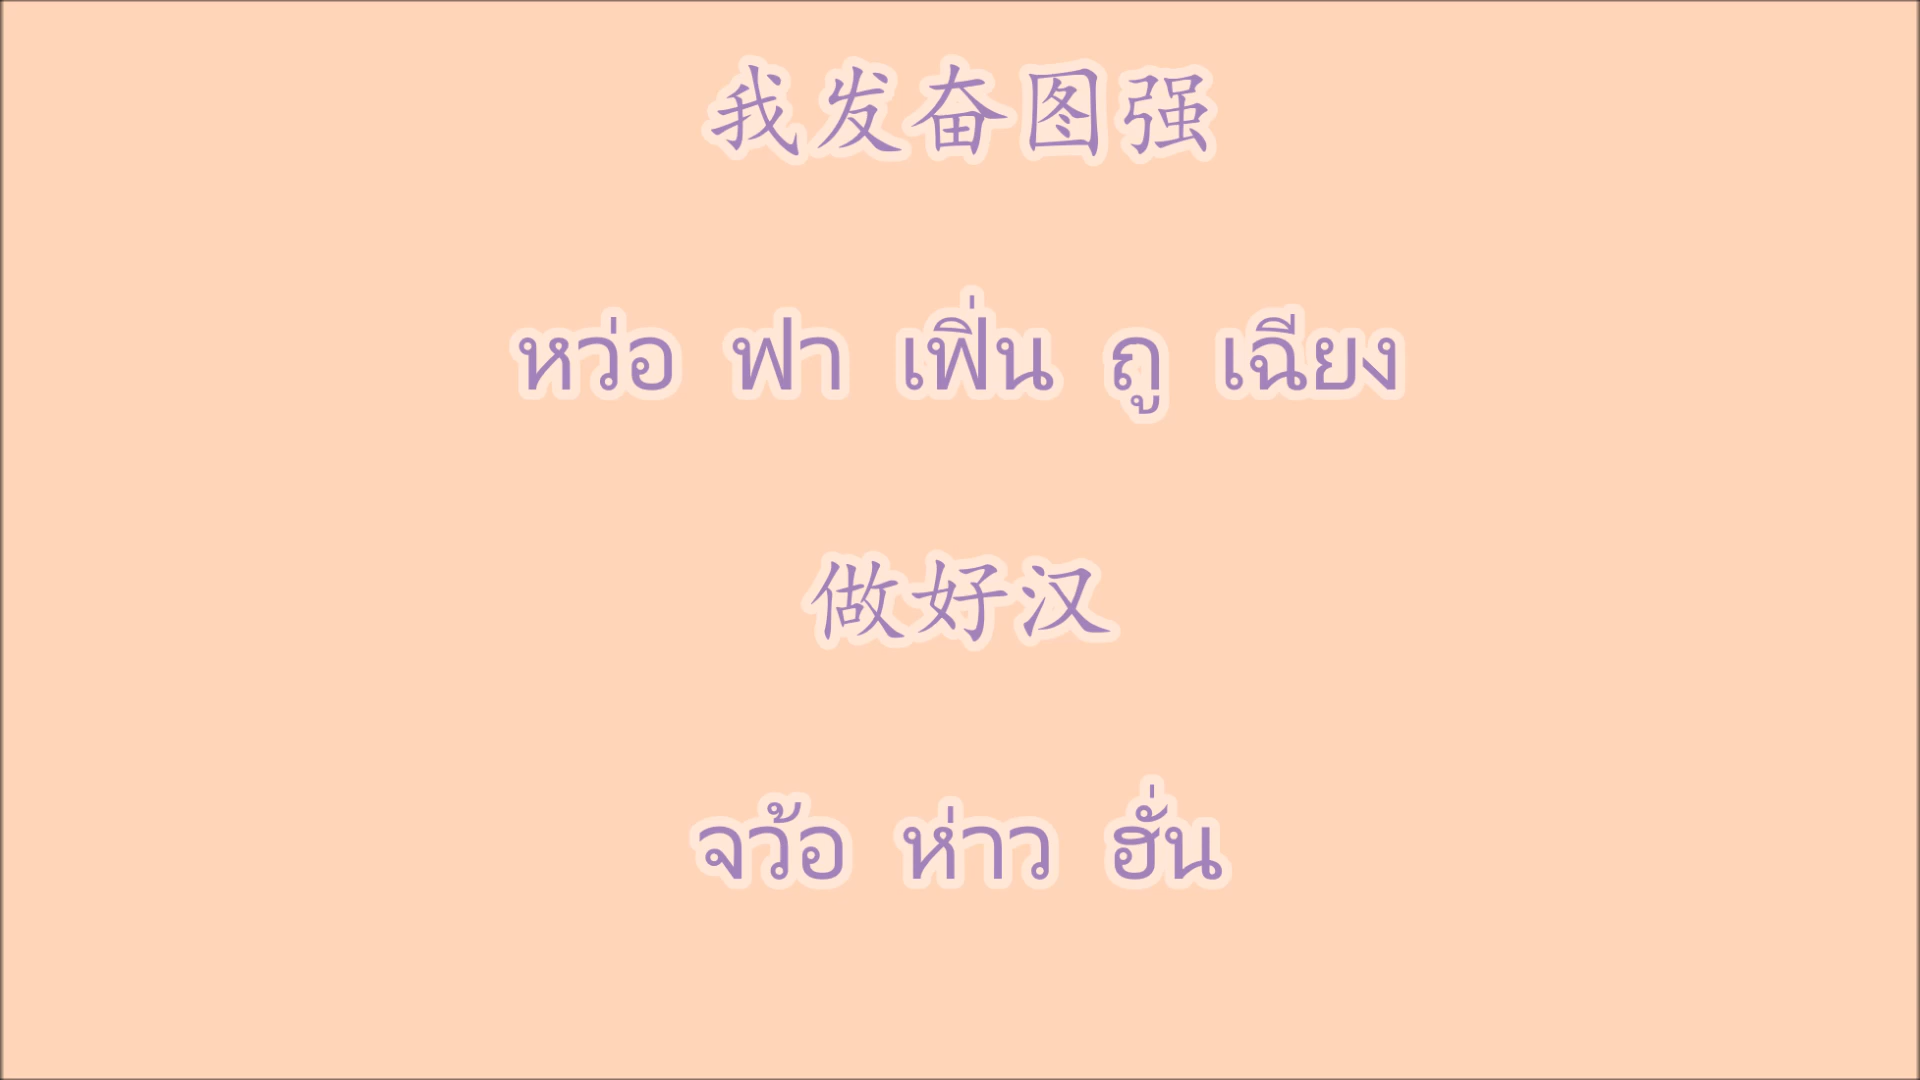 我发奋图强
หว่อ ฟา เฟิ่น ถู เฉียง
做好汉
จว้อ ห่าว ฮั่น